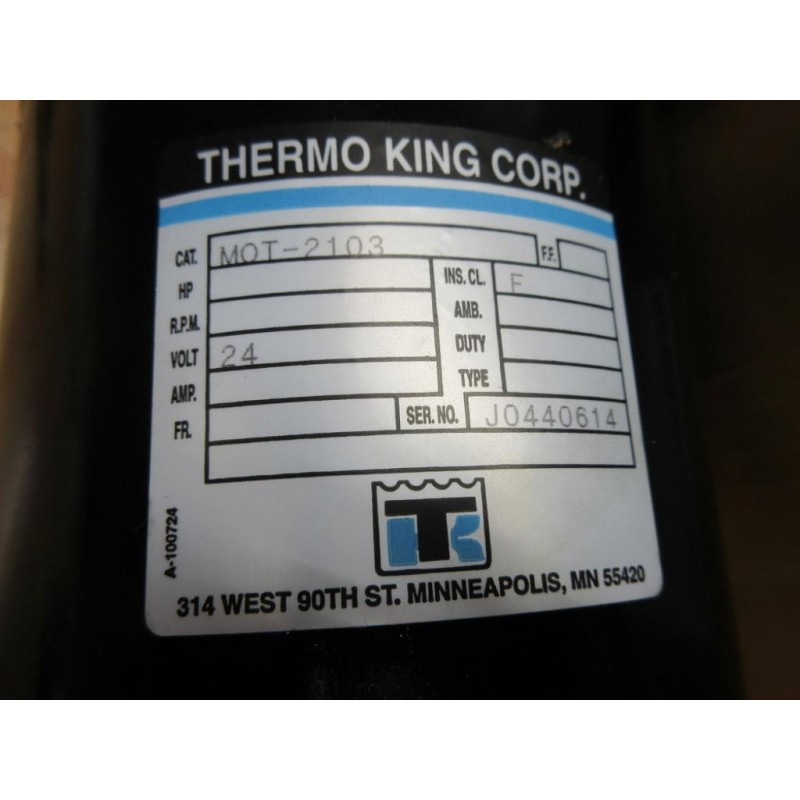 THERMO KING CORP.
CAT. MOT-2103 F.F.
HP INS. CL. F
R.P.M. AMB.
VOLT 24 DUTY
AMP. TYPE
FR. SER. NO. J0440614
TK
A-100724
314 WEST 90TH ST. MINNEAPOLIS, MN 55420